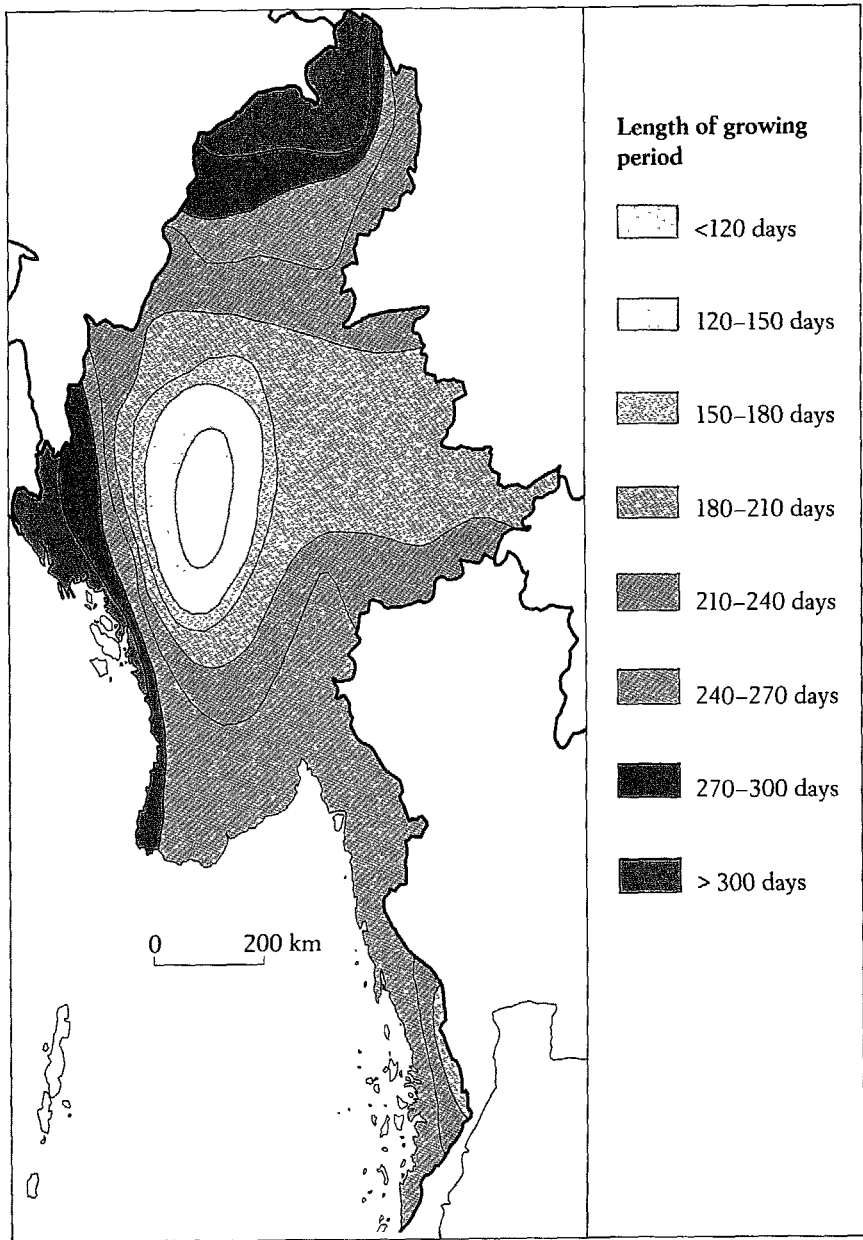 Length of growing
period
<120 days
120–150 days
150–180 days
180–210 days
210–240 days
240–270 days
270–300 days
> 300 days
0 200 km